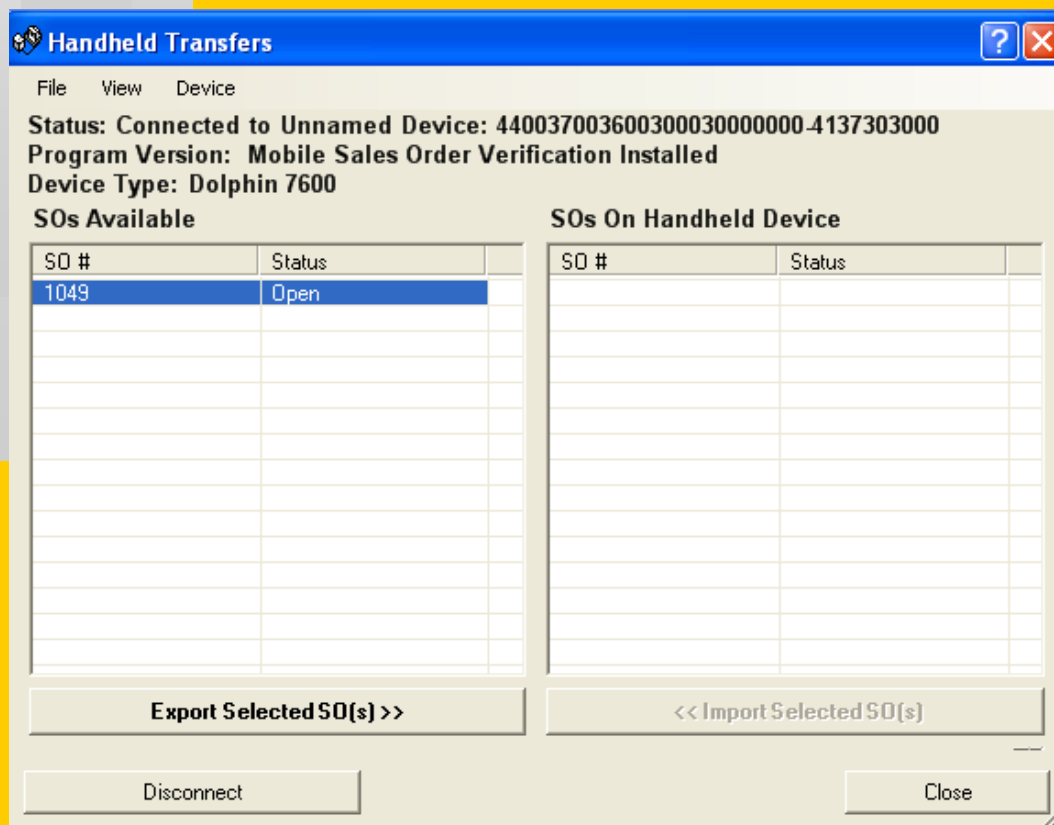 Handheld Transfers
File View Device
Status: Connected to Unnamed Device: 440037003600300030000000-4137303000
Program Version: Mobile Sales Order Verification Installed
Device Type: Dolphin 7600
SOs Available SOs On Handheld Device
SO # Status SO # Status
1049 Open
Export Selected SO(s) >> << Import Selected SO(s)
Disconnect Close